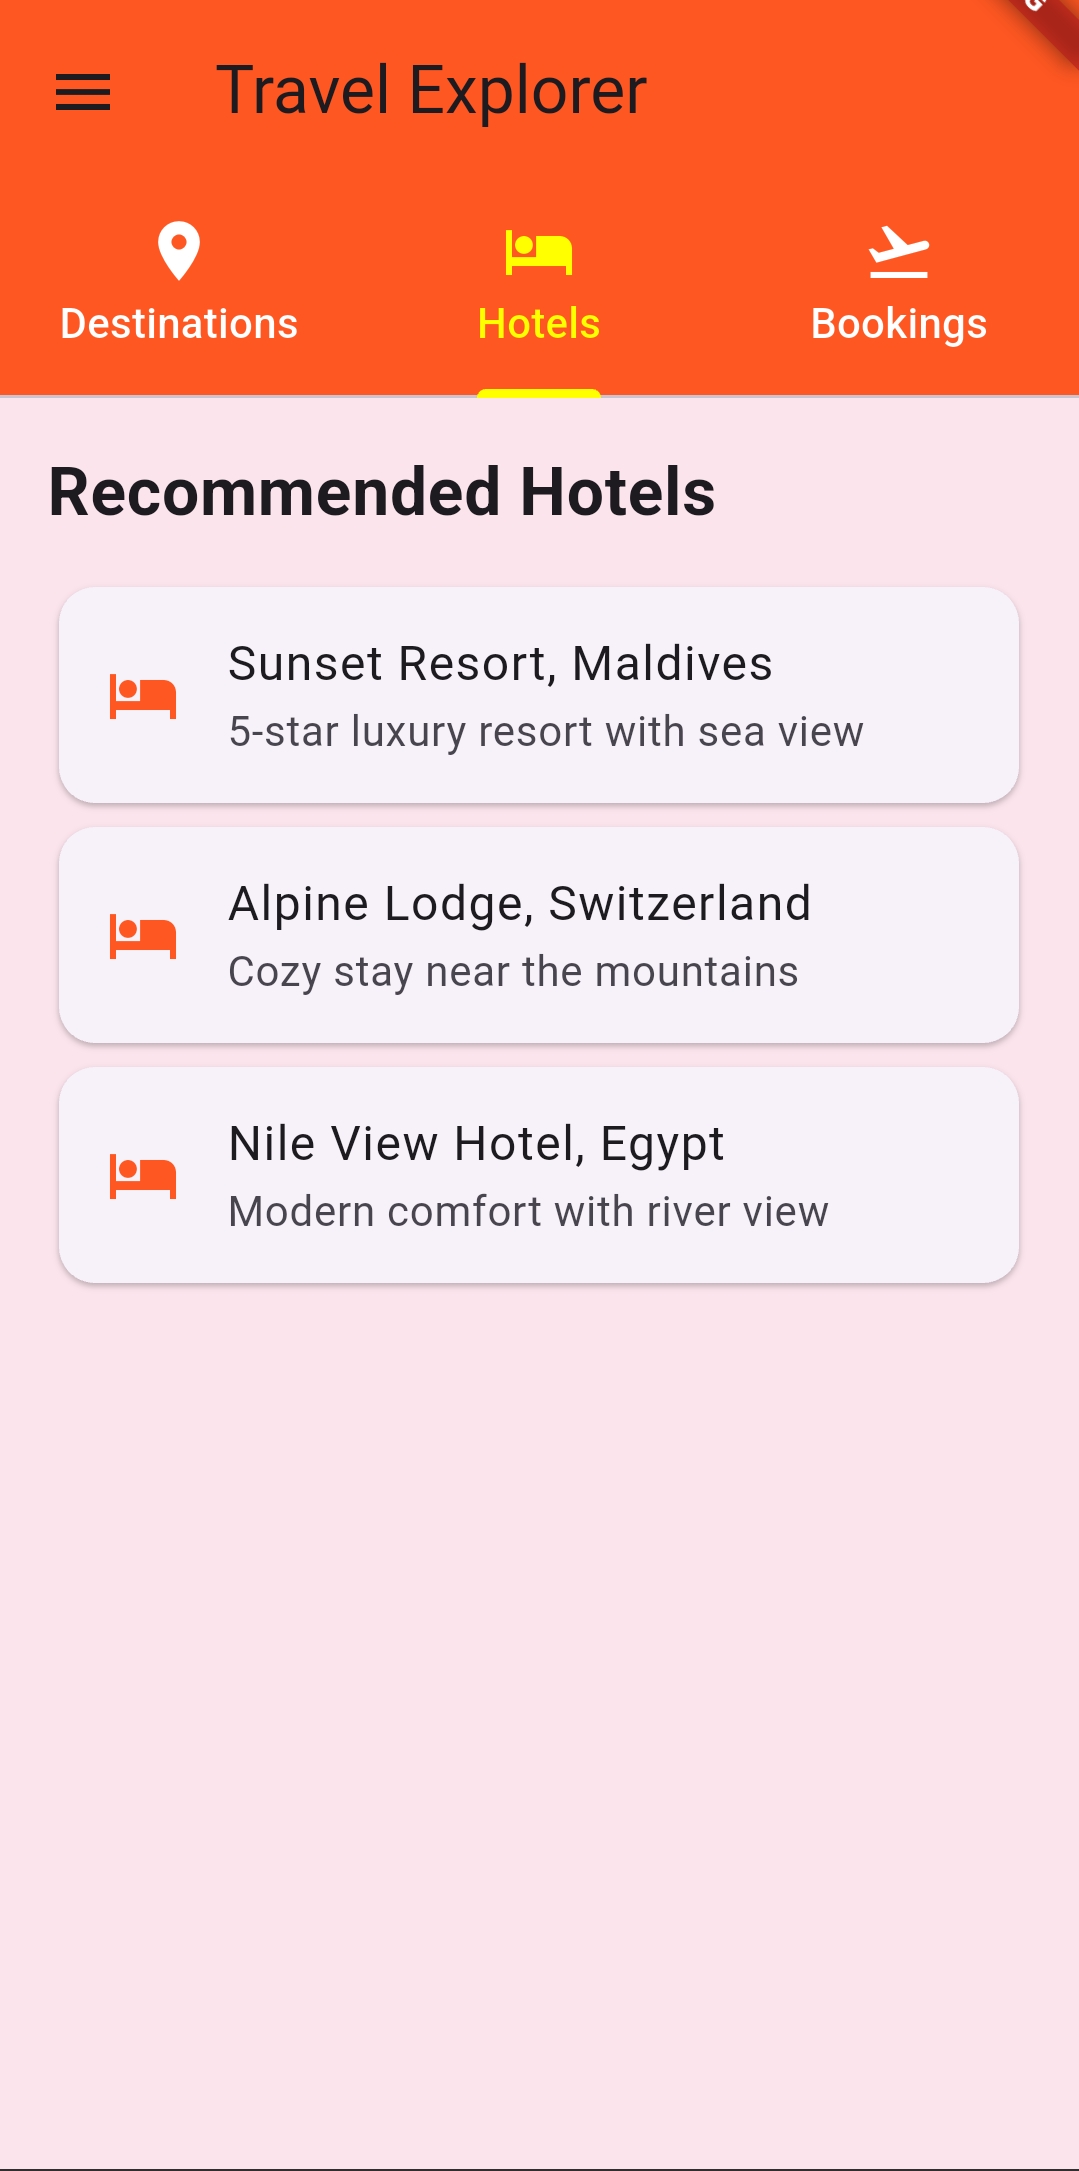 Travel Explorer
Destinations
Hotels
Bookings
Recommended Hotels
Sunset Resort, Maldives
5-star luxury resort with sea view
Alpine Lodge, Switzerland
Cozy stay near the mountains
Nile View Hotel, Egypt
Modern comfort with river view